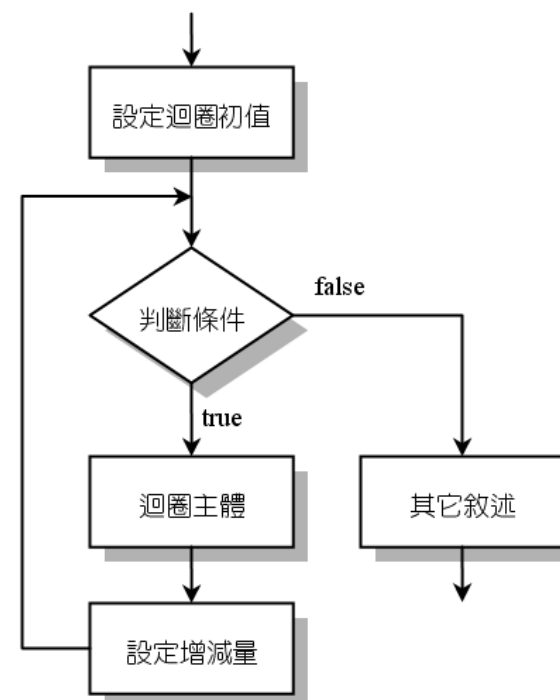 設定迴圈初值
判斷條件
false
true
迴圈主體
其它敘述
設定增減量